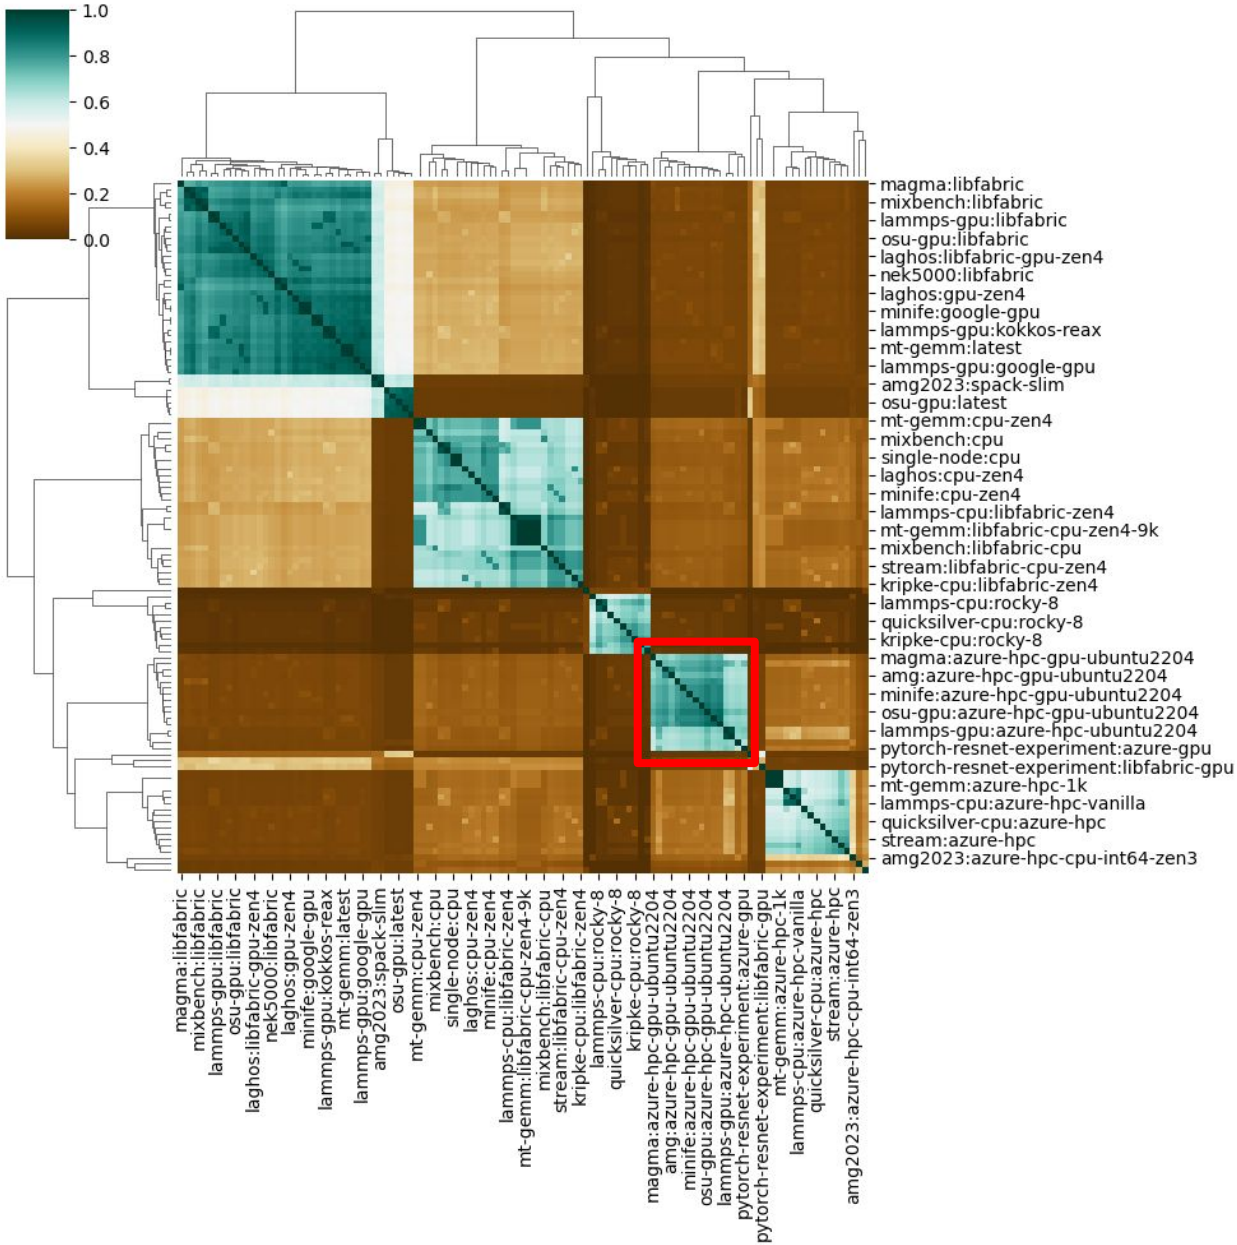 1.0
0.8
0.6
0.4
0.2
0.0
magma:libfabric
mixbench:libfabric
lammps-gpu:libfabric
osu-gpu:libfabric
laghos:libfabric-gpu-zen4
nek5000:libfabric
laghos:gpu-zen4
minife:google-gpu
lammps-gpu:kokkos-reax
mt-gemm:latest
lammps-gpu:google-gpu
amg2023:spack-slim
osu-gpu:latest
mt-gemm:cpu-zen4
mixbench:cpu
single-node:cpu
laghos:cpu-zen4
minife:cpu-zen4
lammps-cpu:libfabric-zen4
mt-gemm:libfabric-cpu-zen4-9k
mixbench:libfabric-cpu
stream:libfabric-cpu-zen4
kripke-cpu:libfabric-zen4
lammps-cpu:rocky-8
quicksilver-cpu:rocky-8
kripke-cpu:rocky-8
magma:azure-hpc-gpu-ubuntu2204
amg:azure-hpc-gpu-ubuntu2204
minife:azure-hpc-gpu-ubuntu2204
osu-gpu:azure-hpc-gpu-ubuntu2204
lammps-gpu:azure-hpc-ubuntu2204
pytorch-resnet-experiment:azure-gpu
pytorch-resnet-experiment:libfabric-gpu
mt-gemm:azure-hpc-1k
lammps-cpu:azure-hpc-vanilla
quicksilver-cpu:azure-hpc
stream:azure-hpc
amg2023:azure-hpc-cpu-int64-zen3
magma:libfabric
mixbench:libfabric
lammps-gpu:libfabric
osu-gpu:libfabric
laghos:libfabric-gpu-zen4
nek5000:libfabric
laghos:gpu-zen4
minife:google-gpu
lammps-gpu:kokkos-reax
mt-gemm:latest
lammps-gpu:google-gpu
amg2023:spack-slim
osu-gpu:latest
mt-gemm:cpu-zen4
mixbench:cpu
single-node:cpu
laghos:cpu-zen4
minife:cpu-zen4
lammps-cpu:libfabric-zen4
mt-gemm:libfabric-cpu-zen4-9k
mixbench:libfabric-cpu
stream:libfabric-cpu-zen4
kripke-cpu:libfabric-zen4
lammps-cpu:rocky-8
quicksilver-cpu:rocky-8
kripke-cpu:rocky-8
magma:azure-hpc-gpu-ubuntu2204
amg:azure-hpc-gpu-ubuntu2204
minife:azure-hpc-gpu-ubuntu2204
osu-gpu:azure-hpc-gpu-ubuntu2204
lammps-gpu:azure-hpc-ubuntu2204
pytorch-resnet-experiment:azure-gpu
pytorch-resnet-experiment:libfabric-gpu
mt-gemm:azure-hpc-1k
lammps-cpu:azure-hpc-vanilla
quicksilver-cpu:azure-hpc
stream:azure-hpc
amg2023:azure-hpc-cpu-int64-zen3